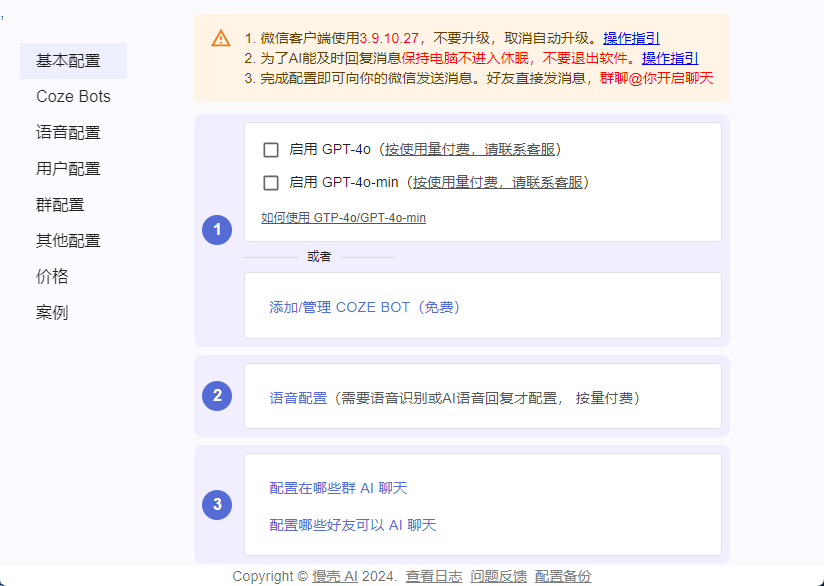 基本配置
Coze Bots
语音配置
用户配置
群配置
其他配置
价格
案例
1. 微信客户端使用3.9.10.27，不要升级，取消自动升级。操作指引
2. 为了AI能及时回复消息保持电脑不进入休眠，不要退出软件。操作指引
3. 完成配置即可向你的微信发送消息。好友直接发消息，群聊@你开启聊天
1
启用 GPT-4o（按使用量付费，请联系客服）
启用 GPT-4o-min（按使用量付费，请联系客服）
如何使用 GTP-4o/GPT-4o-min
或者
添加/管理 COZE BOT（免费）
2
语音配置（需要语音识别或AI语音回复才配置， 按量付费）
3
配置在哪些群 AI 聊天
配置哪些好友可以 AI 聊天
Copyright © 慢壳 AI 2024. 查看日志 问题反馈 配置备份